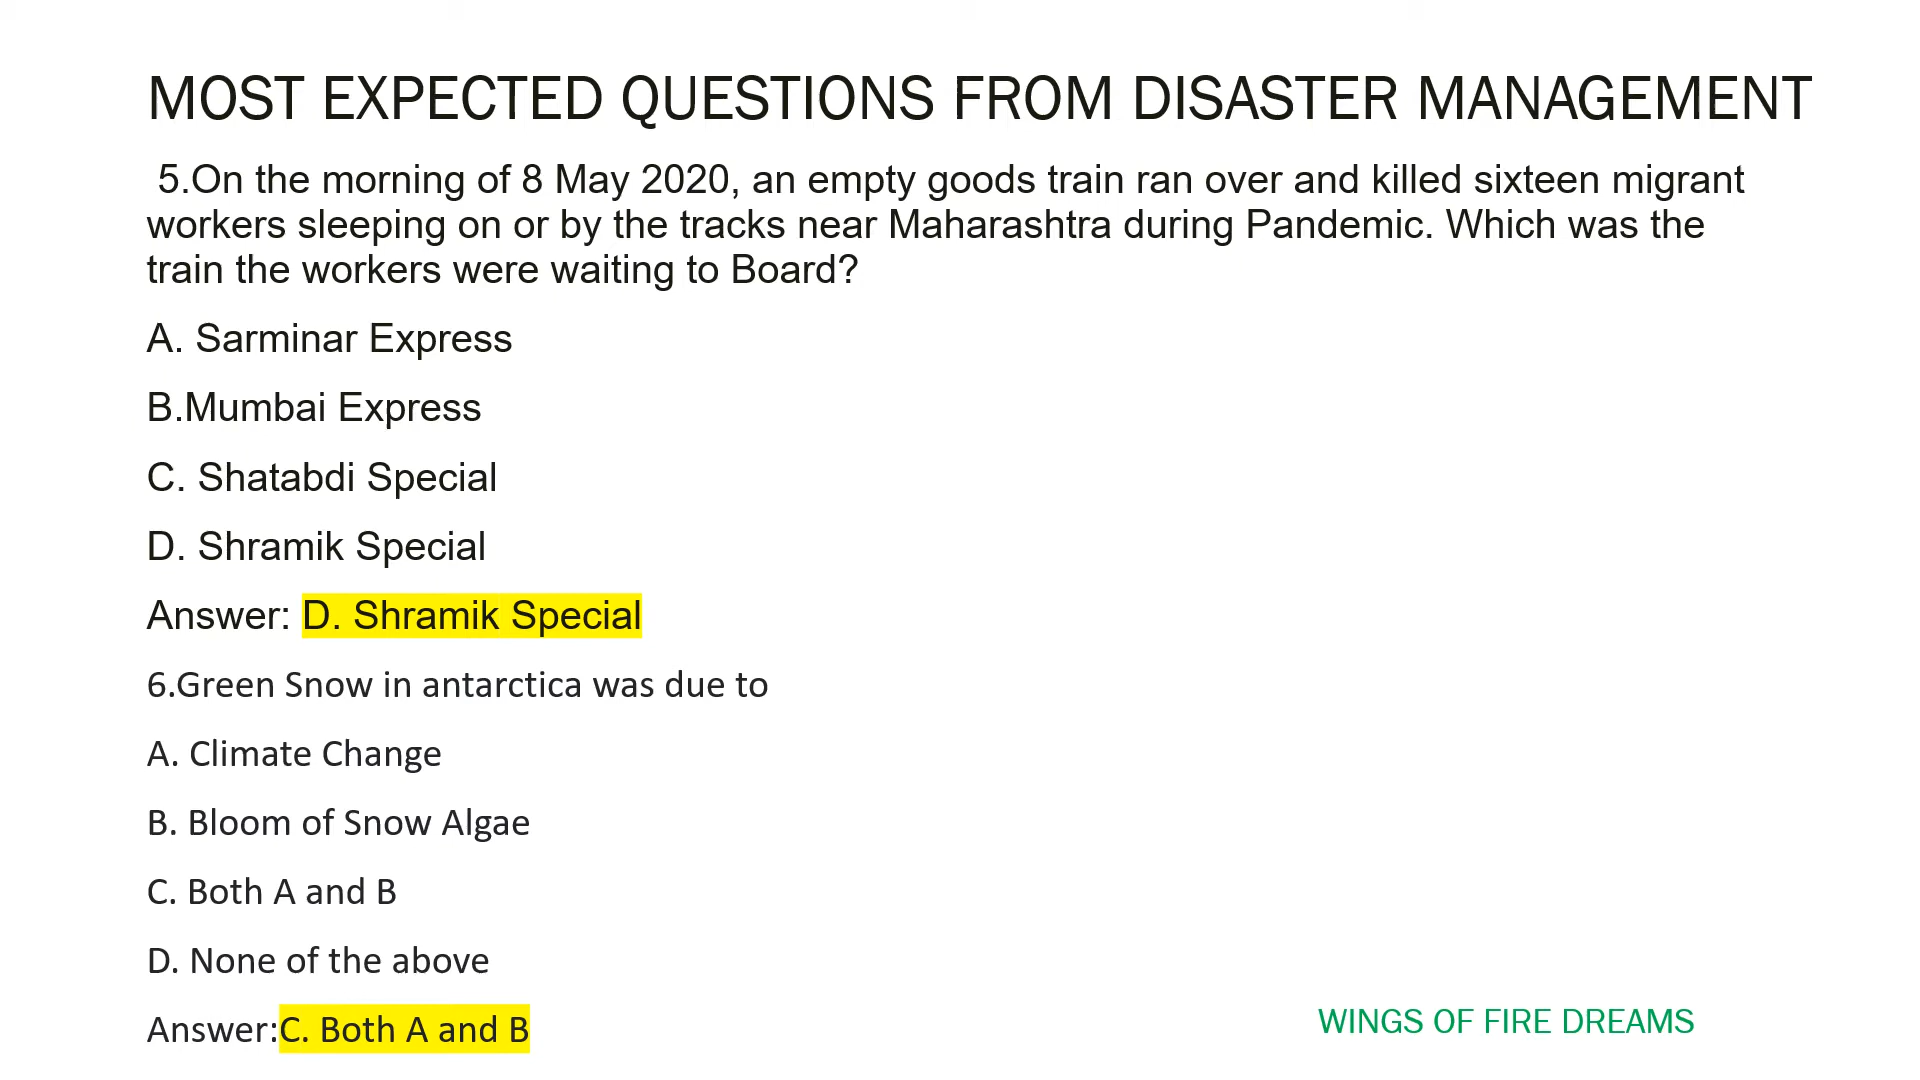 MOST EXPECTED QUESTIONS FROM DISASTER MANAGEMENT
5.On the morning of 8 May 2020, an empty goods train ran over and killed sixteen migrant
workers sleeping on or by the tracks near Maharashtra during Pandemic. Which was the
train the workers were waiting to Board?
A. Sarminar Express
B.Mumbai Express
C. Shatabdi Special
D. Shramik Special
Answer: D. Shramik Special
6.Green Snow in antarctica was due to
A. Climate Change
B. Bloom of Snow Algae
C. Both A and B
D. None of the above
Answer:C. Both A and B
WINGS OF FIRE DREAMS